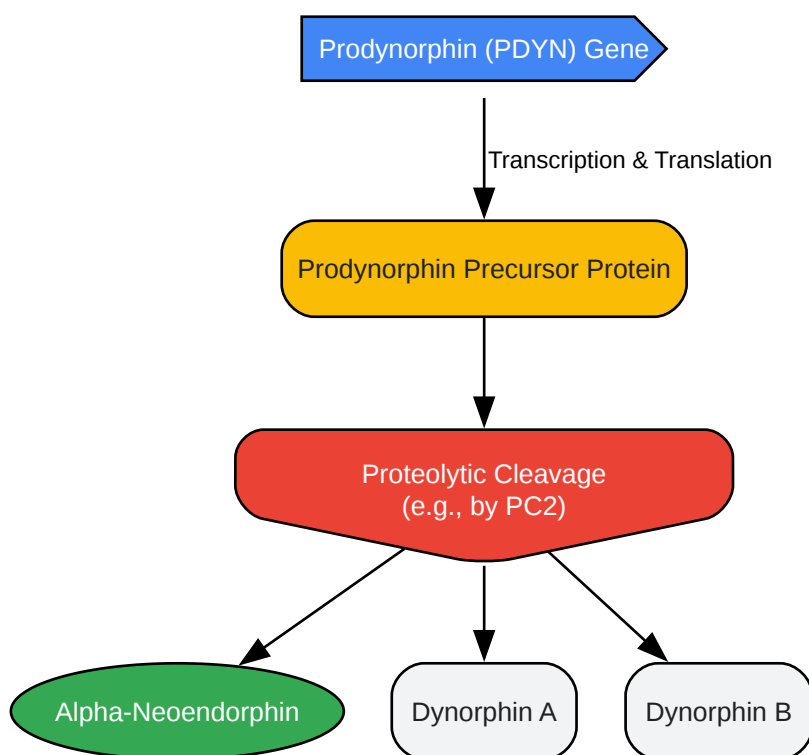 Prodynorphin (PDYN) Gene
Transcription & Translation
Prodynorphin Precursor Protein
Proteolytic Cleavage
(e.g., by PC2)
Alpha-Neoendorphin
Dynorphin A
Dynorphin B